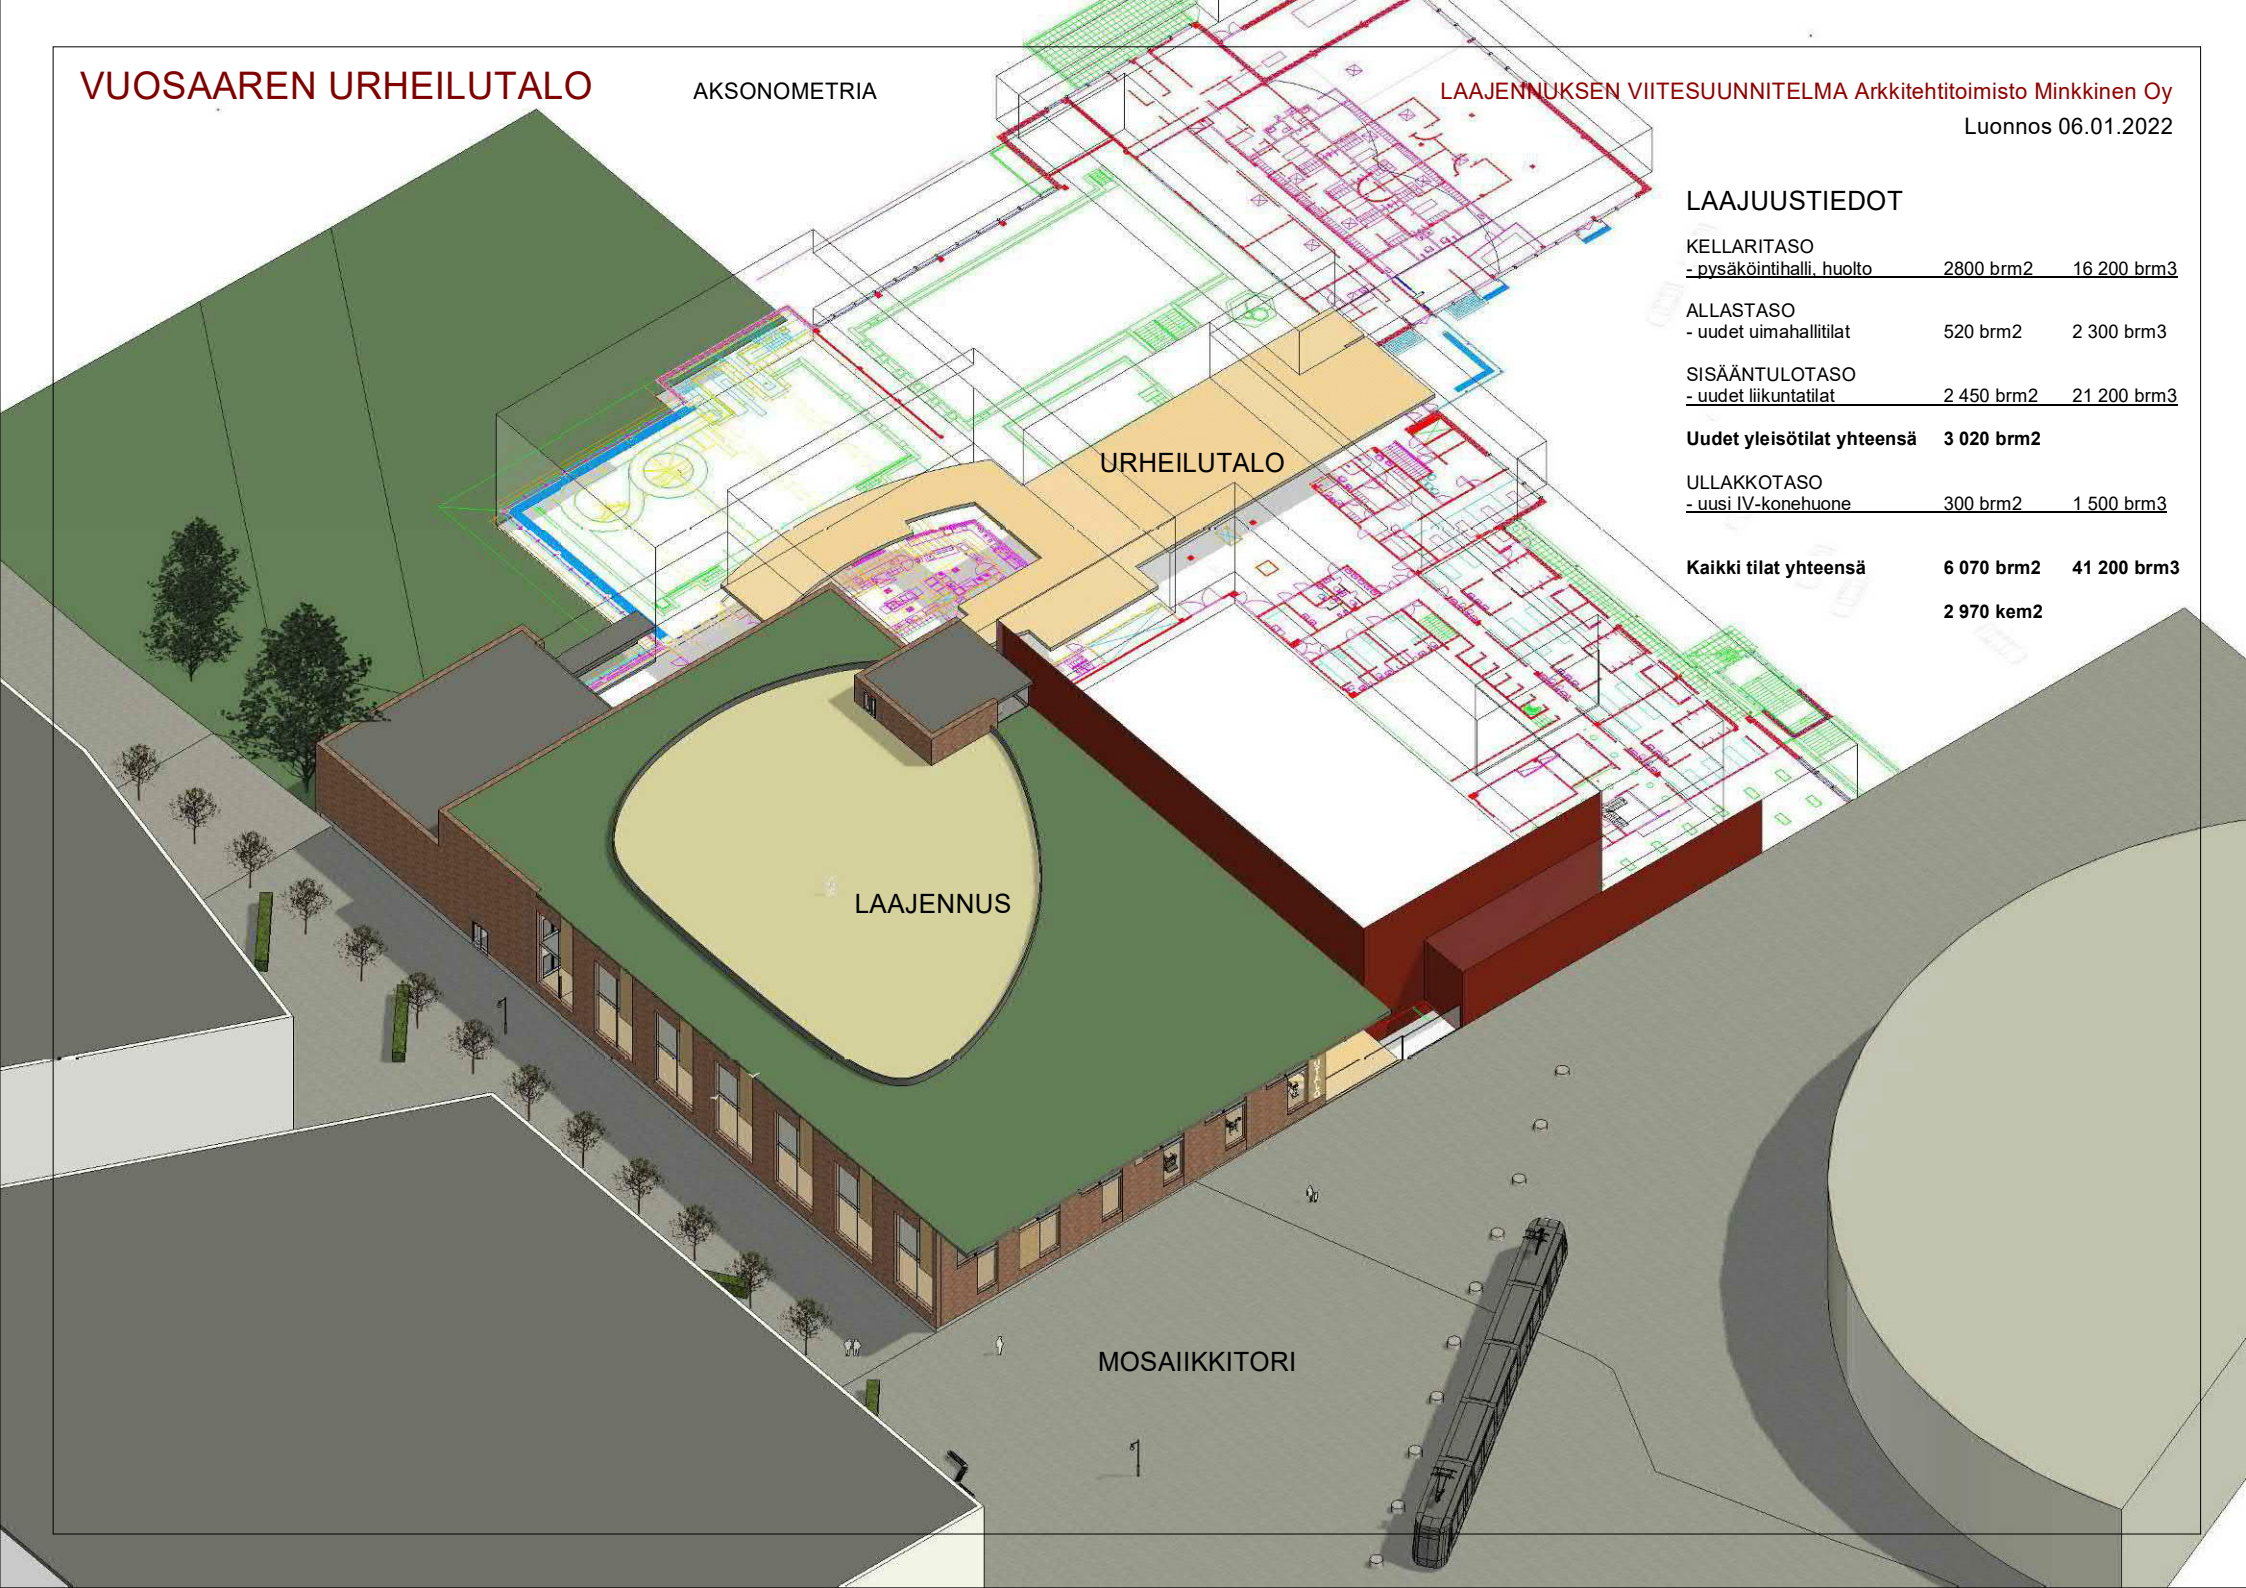 VUOSAAREN URHEILUTALO
AKSONOMETRIA
LAAJENNUKSEN VIITESUUNNITELMA Arkkitehtitoimisto Minkkinen Oy
Luonnos 06.01.2022
LAAJUUSTIEDOT
KELLARITASO
- pysäköintihalli, huolto 2800 brm2 16 200 brm3
ALLASTASO
- uudet uimahallitilat 520 brm2 2 300 brm3
SISÄÄNTULOTASO
- uudet liikuntatilat 2 450 brm2 21 200 brm3
Uudet yleisötilat yhteensä 3 020 brm2
ULLAKKOTASO
- uusi IV-konehuone 300 brm2 1 500 brm3
Kaikki tilat yhteensä 6 070 brm2 41 200 brm3
2 970 kem2
URHEILUTALO
LAAJENNUS
MOSAIIKKITORI